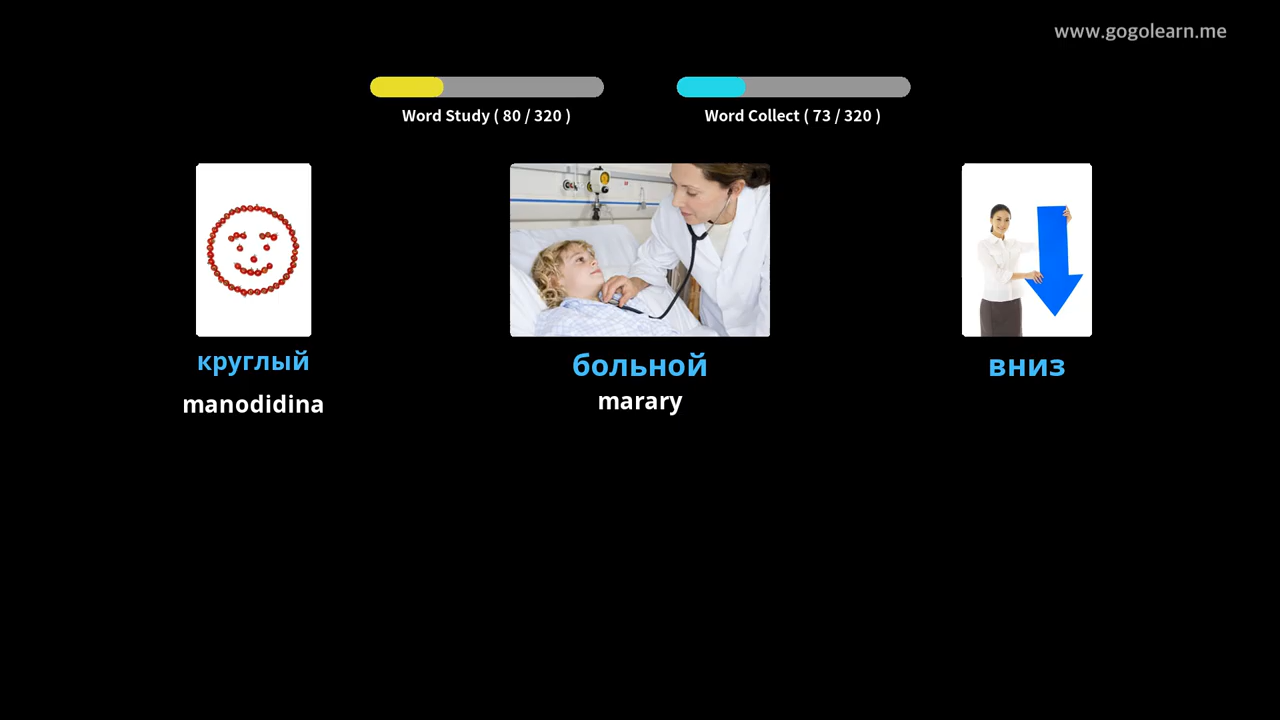 www.gogolearn.me
Word Study ( 80 / 320 )
Word Collect ( 73 / 320 )
круглый
больной
вниз
manodidina
marary